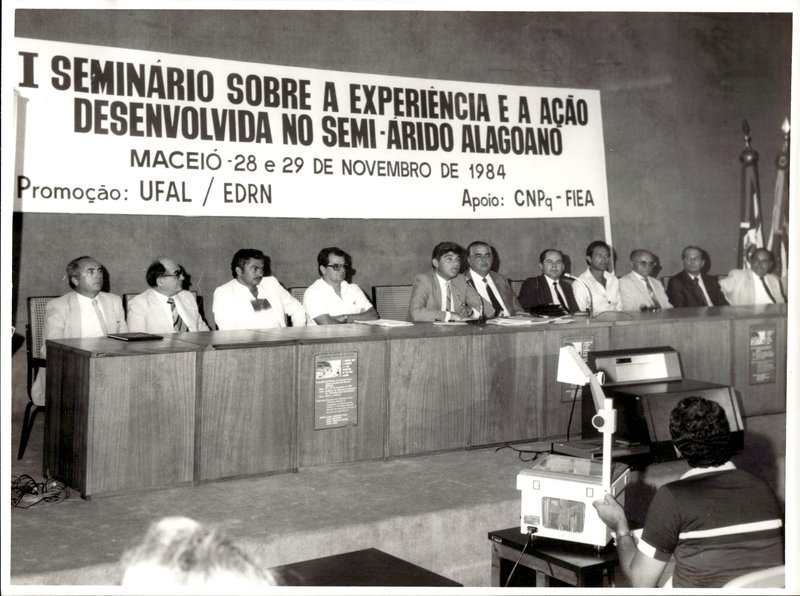 I SEMINÁRIO SOBRE A EXPERIÊNCIA E A AÇÃO
DESENVOLVIDA NO SEMI-ÁRIDO ALAGOANO
MACEIÓ - 28 e 29 DE NOVEMBRO DE 1984
Promoção: UFAL / EDRN
Apoio: CNPq - FIEA